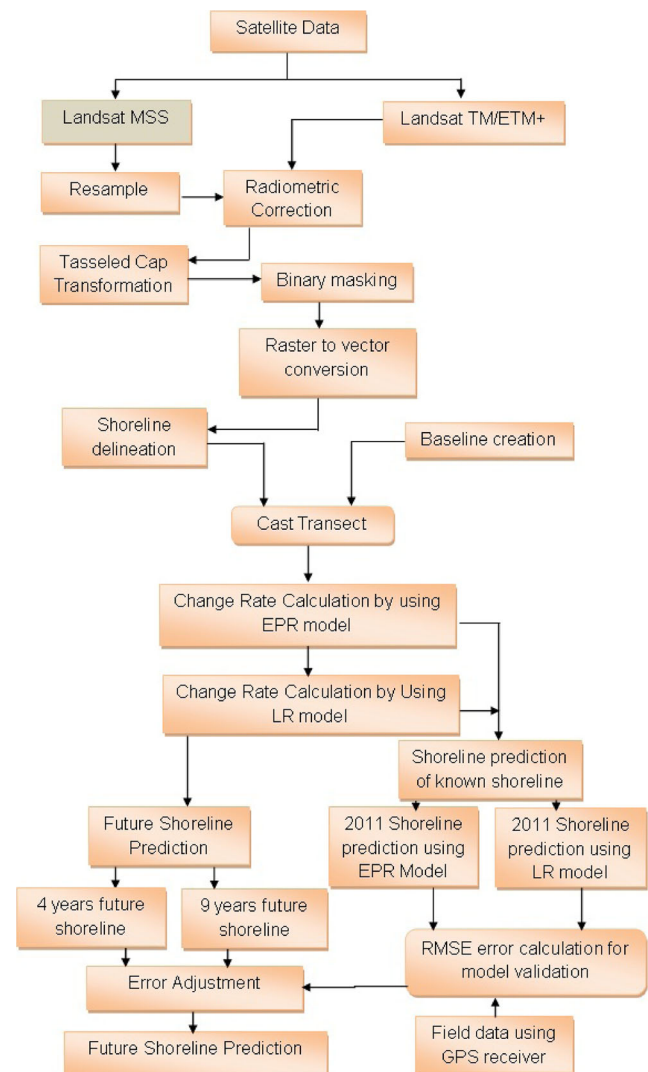 Satellite Data
Landsat MSS
Landsat TM/ETM+
Resample
Radiometric
Correction
Tasseled Cap
Transformation
Binary masking
Raster to vector
conversion
Shoreline
delineation
Baseline creation
Cast Transect
Change Rate Calculation by using
EPR model
Change Rate Calculation by Using
LR model
Shoreline prediction
of known shoreline
Future Shoreline
Prediction
2011 Shoreline
prediction using
EPR Model
2011 Shoreline
prediction using
LR model
4 years future
shoreline
9 years future
shoreline
RMSE error calculation for
model validation
Error Adjustment
Field data using
GPS receiver
Future Shoreline Prediction